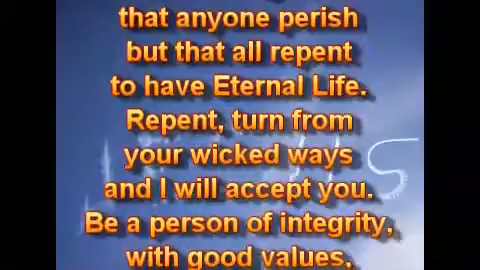 that anyone perish
but that all repent
to have Eternal Life.
Repent, turn from
your wicked ways
and I will accept you.
Be a person of integrity,
with good values,